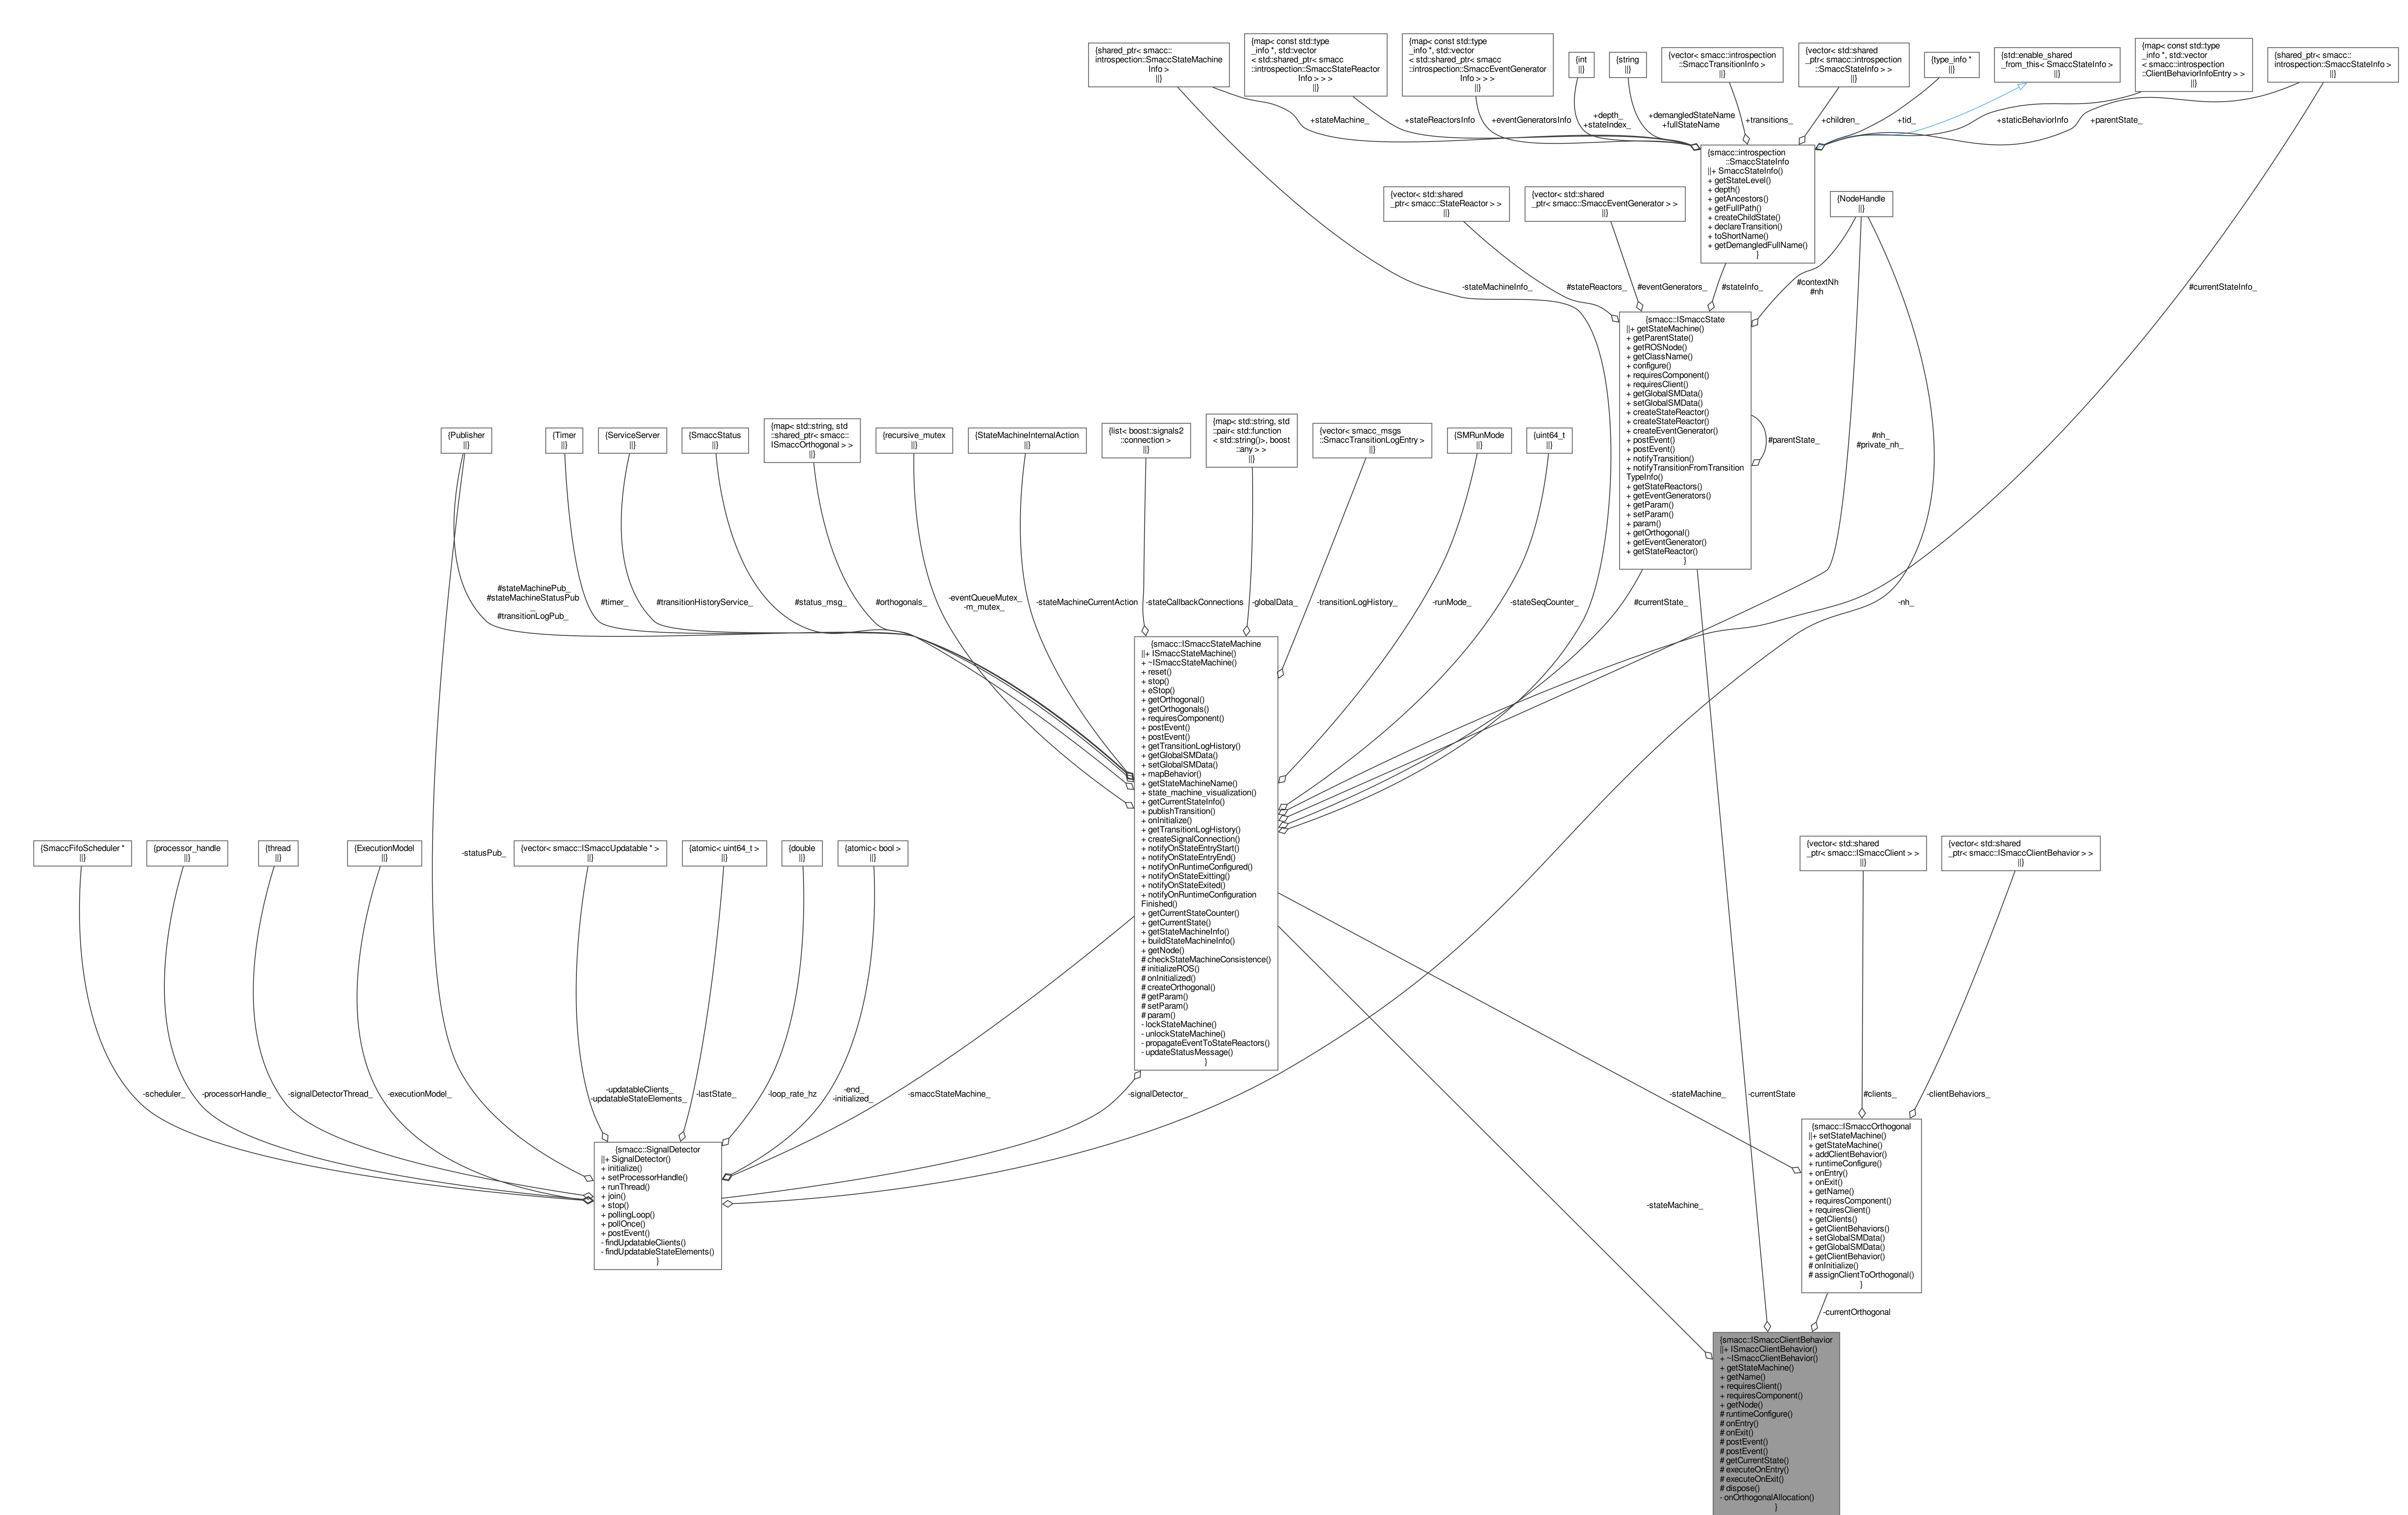 {shared_ptr< smacc::
introspection::SmaccStateMachine
Info >
||}
{map< const std::type
_info *, std::vector
< std::shared_ptr< smacc
::introspection::SmaccStateReactor
Info > > >
||}
{map< const std::type
_info *, std::vector
< std::shared_ptr< smacc
::introspection::SmaccEventGenerator
Info > > >
||}
{int
||}
{string
||}
{vector< smacc::introspection
::SmaccTransitionInfo >
||}
{vector< std::shared
_ptr< smacc::introspection
::SmaccStateInfo > >
||}
{type_info *
||}
{std::enable_shared
_from_this< SmaccStateInfo >
||}
{map< const std::type
_info *, std::vector
< smacc::introspection
::ClientBehaviorInfoEntry > >
||}
{shared_ptr< smacc::
introspection::SmaccStateInfo >
||}
+stateMachine_
+stateReactorsInfo
+eventGeneratorsInfo
+depth_
+stateIndex_
+demangledStateName
+fullStateName
+transitions_
+children_
+tid_
+staticBehaviorInfo
+parentState_
{smacc::introspection
::SmaccStateInfo
||+ SmaccStateInfo()
+ getStateLevel()
+ depth()
+ getAncestors()
+ getFullPath()
+ createChildState()
+ declareTransition()
+ toShortName()
+ getDemangledFullName()
}
{vector< std::shared
_ptr< smacc::StateReactor > >
||}
{vector< std::shared
_ptr< smacc::SmaccEventGenerator > >
||}
{NodeHandle
||}
-stateMachineInfo_
#stateReactors_
#eventGenerators_
#stateInfo_
#contextNh
#nh
#currentStateInfo_
{smacc::ISmaccState
||+ getStateMachine()
+ getParentState()
+ getROSNode()
+ getClassName()
+ configure()
+ requiresComponent()
+ requiresClient()
+ getGlobalSMData()
+ setGlobalSMData()
+ createStateReactor()
+ createStateReactor()
+ createEventGenerator()
+ postEvent()
+ postEvent()
+ notifyTransition()
+ notifyTransitionFromTransition
TypeInfo()
+ getStateReactors()
+ getEventGenerators()
+ getParam()
+ setParam()
+ param()
+ getOrthogonal()
+ getEventGenerator()
+ getStateReactor()
}
#parentState_
#nh_
#private_nh_
{Publisher
||}
{Timer
||}
{ServiceServer
||}
{SmaccStatus
||}
{map< std::string, std
::shared_ptr< smacc::
ISmaccOrthogonal > >
||}
{recursive_mutex
||}
{StateMachineInternalAction
||}
{list< boost::signals2
::connection >
||}
{map< std::string, std
::pair< std::function
< std::string()>, boost
::any > >
||}
{vector< smacc_msgs
::SmaccTransitionLogEntry >
||}
{SMRunMode
||}
{uint64_t
||}
#stateMachinePub_
#stateMachineStatusPub
_
#transitionLogPub_
#timer_
#transitionHistoryService_
#status_msg_
#orthogonals_
-eventQueueMutex_
-m_mutex_
-stateMachineCurrentAction
-stateCallbackConnections
-globalData_
-transitionLogHistory_
-runMode_
-stateSeqCounter_
#currentState_
-nh_
{smacc::ISmaccStateMachine
||+ ISmaccStateMachine()
+ ~ISmaccStateMachine()
+ reset()
+ stop()
+ eStop()
+ getOrthogonal()
+ getOrthogonals()
+ requiresComponent()
+ postEvent()
+ postEvent()
+ getTransitionLogHistory()
+ getGlobalSMData()
+ setGlobalSMData()
+ mapBehavior()
+ getStateMachineName()
+ state_machine_visualization()
+ getCurrentStateInfo()
+ publishTransition()
+ onInitialize()
+ getTransitionLogHistory()
+ createSignalConnection()
+ notifyOnStateEntryStart()
+ notifyOnStateEntryEnd()
+ notifyOnRuntimeConfigured()
+ notifyOnStateExitting()
+ notifyOnStateExited()
+ notifyOnRuntimeConfiguration
Finished()
+ getCurrentStateCounter()
+ getCurrentState()
+ getStateMachineInfo()
+ buildStateMachineInfo()
+ getNode()
# checkStateMachineConsistence()
# initializeROS()
# onInitialized()
# createOrthogonal()
# getParam()
# setParam()
# param()
- lockStateMachine()
- unlockStateMachine()
- propagateEventToStateReactors()
- updateStatusMessage()
}
{SmaccFifoScheduler *
||}
{processor_handle
||}
{thread
||}
{ExecutionModel
||}
-statusPub_
{vector< smacc::ISmaccUpdatable * >
||}
{atomic< uint64_t >
||}
{double
||}
{atomic< bool >
||}
{vector< std::shared
_ptr< smacc::ISmaccClient > >
||}
{vector< std::shared
_ptr< smacc::ISmaccClientBehavior > >
||}
-scheduler_
-processorHandle_
-signalDetectorThread_
-executionModel_
-updatableClients_
-updatableStateElements_
-lastState_
-loop_rate_hz
-end_
-initialized_
-smaccStateMachine_
-signalDetector_
-stateMachine_
-currentState
#clients_
-clientBehaviors_
{smacc::SignalDetector
||+ SignalDetector()
+ initialize()
+ setProcessorHandle()
+ runThread()
+ join()
+ stop()
+ pollingLoop()
+ pollOnce()
+ postEvent()
- findUpdatableClients()
- findUpdatableStateElements()
}
{smacc::ISmaccOrthogonal
||+ setStateMachine()
+ getStateMachine()
+ addClientBehavior()
+ runtimeConfigure()
+ onEntry()
+ onExit()
+ getName()
+ requiresComponent()
+ requiresClient()
+ getClients()
+ getClientBehaviors()
+ setGlobalSMData()
+ getGlobalSMData()
+ getClientBehavior()
# onInitialize()
# assignClientToOrthogonal()
}
-stateMachine_
-currentOrthogonal
{smacc::ISmaccClientBehavior
||+ ISmaccClientBehavior()
+ ~ISmaccClientBehavior()
+ getStateMachine()
+ getName()
+ requiresClient()
+ requiresComponent()
+ getNode()
# runtimeConfigure()
# onEntry()
# onExit()
# postEvent()
# postEvent()
# getCurrentState()
# executeOnEntry()
# executeOnExit()
# dispose()
- onOrthogonalAllocation()
}